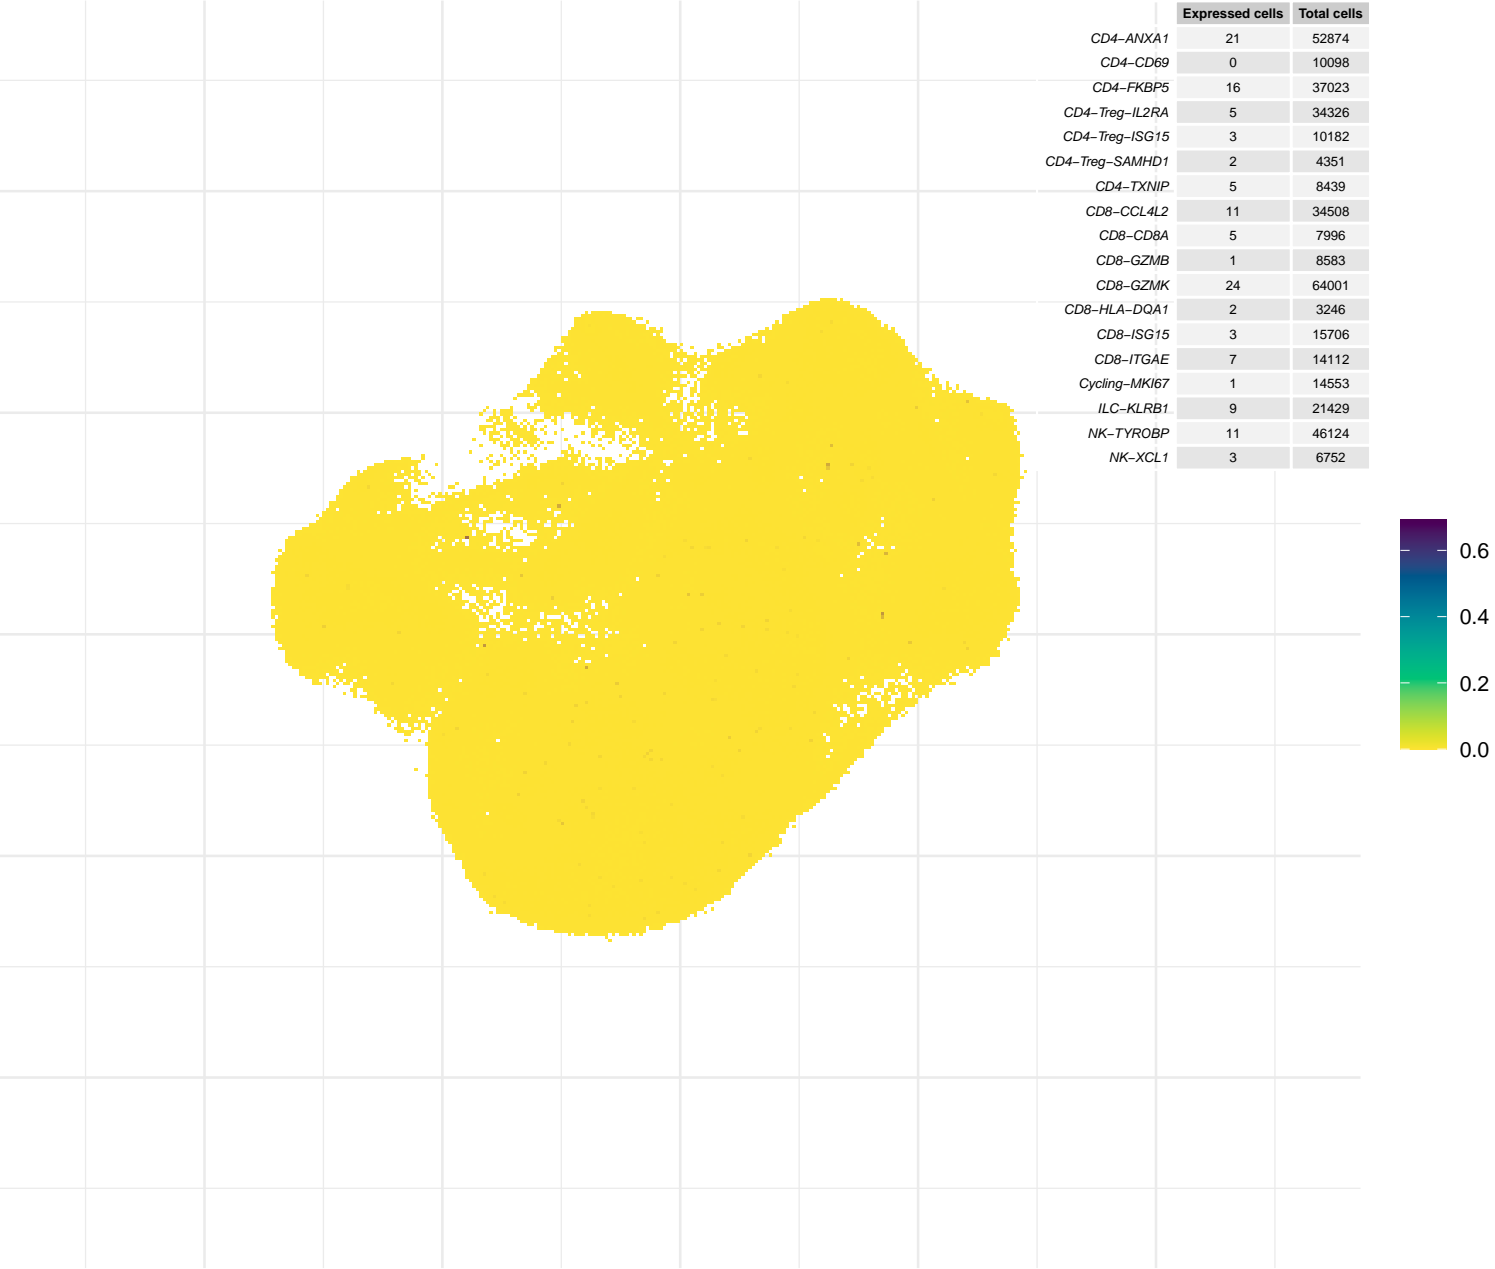 Expressed cells Total cells
CD4−ANXA1 21 52874
CD4−CD69 0 10098
CD4−FKBP5 16 37023
CD4−Treg−IL2RA 5 34326
CD4−Treg−ISG15 3 10182
CD4−Treg−SAMHD1 2 4351
CD4−TXNIP 5 8439
CD8−CCL4L2 11 34508
CD8−CD8A 5 7996
CD8−GZMB 1 8583
CD8−GZMK 24 64001
CD8−HLA−DQA1 2 3246
CD8−ISG15 3 15706
CD8−ITGAE 7 14112
Cycling−MKI67 1 14553
ILC−KLRB1 9 21429
NK−TYROBP 11 46124
NK−XCL1 3 6752
0.6
0.4
0.2
0.0